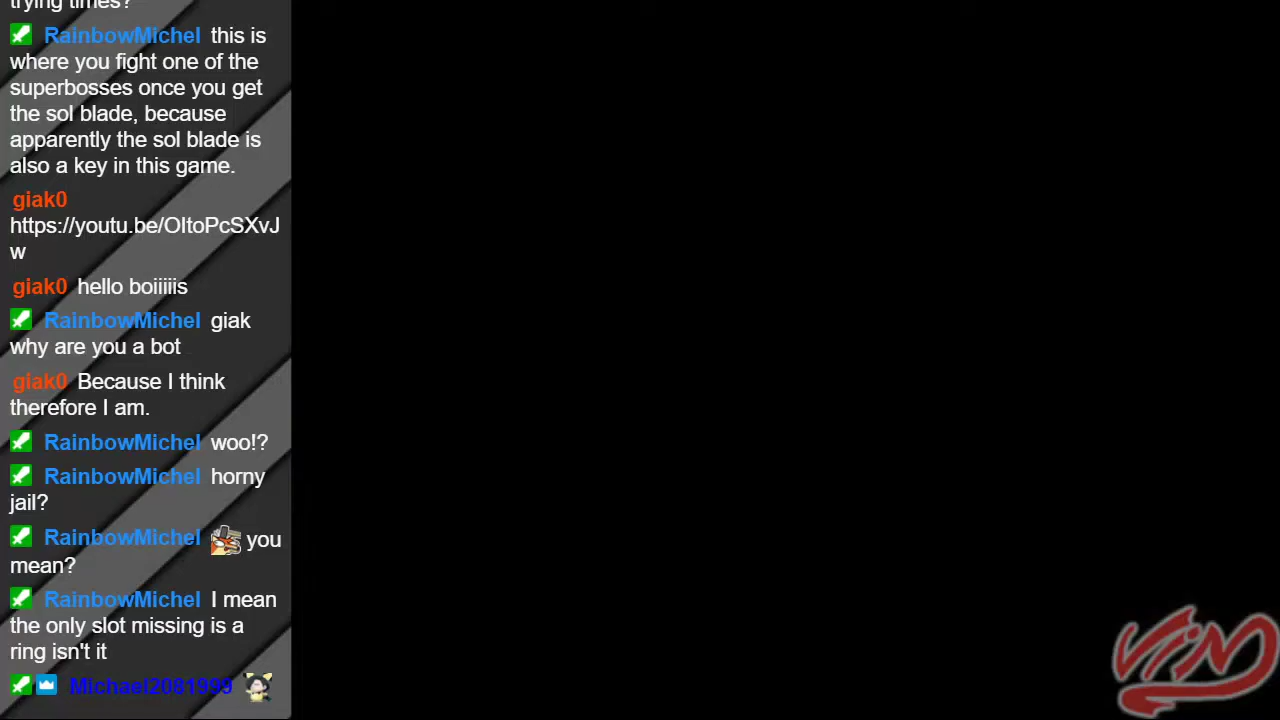 trying times?
RainbowMichel this is
where you fight one of the
superbosses once you get
the sol blade, because
apparently the sol blade is
also a key in this game.
giak0
https://youtu.be/OItoPcSXvJ
w
giak0 hello boiiiiis
RainbowMichel giak
why are you a bot
giak0 Because I think
therefore I am.
RainbowMichel woo!?
RainbowMichel horny
jail?
RainbowMichel you
mean?
RainbowMichel I mean
the only slot missing is a
ring isn't it
Michael2081999